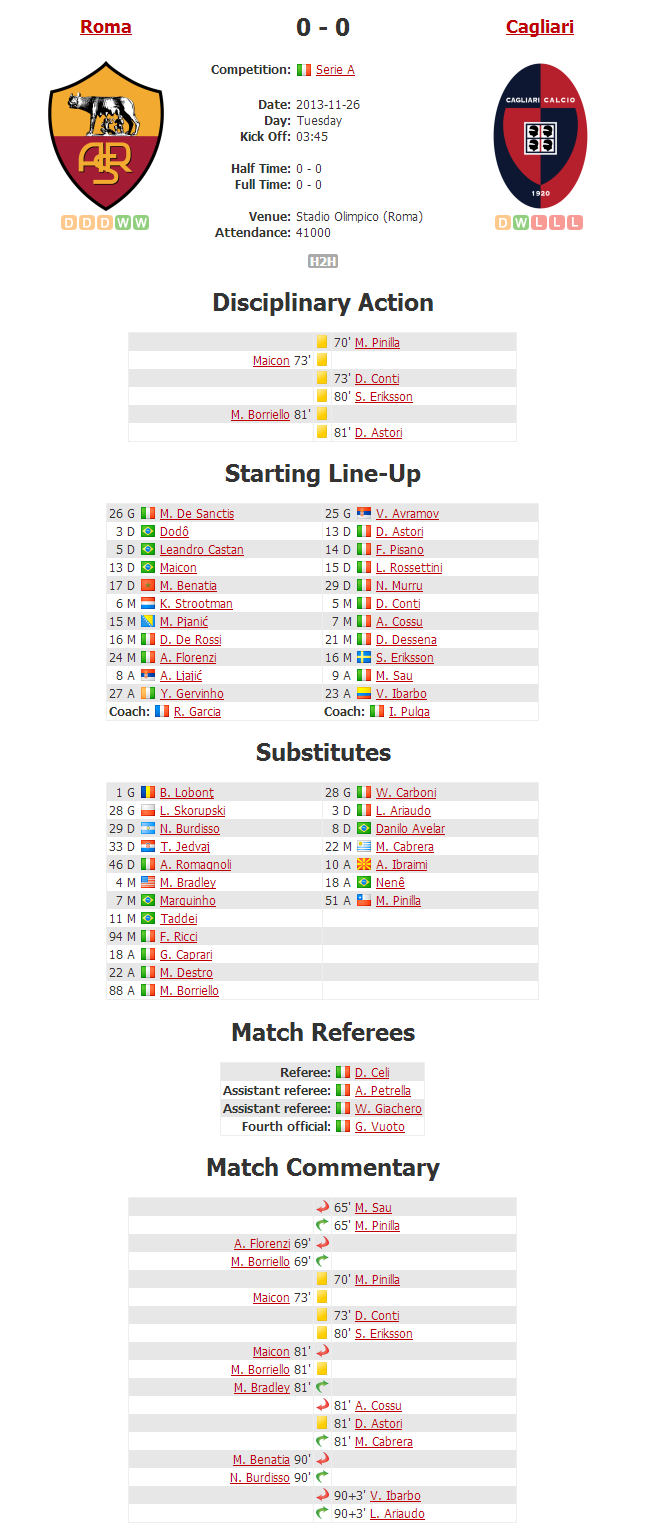 Roma 0 - 0 Cagliari
Competition: Serie A
CAGLIARI CALCIO
ASR
1920
Date: 2013-11-26
Day: Tuesday
Kick Off: 03:45
Half Time: 0 - 0
Full Time: 0 - 0
Venue: Stadio Olimpico (Roma)
Attendance: 41000
D D D W W
D W L L L
H2H
Disciplinary Action
70' M. Pinilla
Maicon 73'
73' D. Conti
80' S. Eriksson
M. Borriello 81'
81' D. Astori
Starting Line-Up
26 G M. De Sanctis 25 G V. Avramov
3 D Dodô 13 D D. Astori
5 D Leandro Castan 14 D F. Pisano
13 D Maicon 15 D L. Rossettini
17 D M. Benatia 29 D N. Murru
6 M K. Strootman 5 M D. Conti
15 M M. Pjanić 7 M A. Cossu
16 M D. De Rossi 21 M D. Dessena
24 M A. Florenzi 16 M S. Eriksson
8 A A. Ljajić 9 A M. Sau
27 A Y. Gervinho 23 A V. Ibarbo
Coach: R. Garcia Coach: I. Pulga
Substitutes
1 G B. Lobonţ 28 G W. Carboni
28 G L. Skorupski 3 D L. Ariaudo
29 D N. Burdisso 8 D Danilo Avelar
33 D T. Jedvaj 22 M M. Cabrera
46 D A. Romagnoli 10 A A. Ibraimi
4 M M. Bradley 18 A Nenê
7 M Marquinho 51 A M. Pinilla
11 M Taddei
94 M F. Ricci
18 A G. Caprari
22 A M. Destro
88 A M. Borriello
Match Referees
Referee: D. Celi
Assistant referee: A. Petrella
Assistant referee: W. Giachero
Fourth official: G. Vuoto
Match Commentary
65' M. Sau
65' M. Pinilla
A. Florenzi 69'
M. Borriello 69'
70' M. Pinilla
Maicon 73'
73' D. Conti
80' S. Eriksson
Maicon 81'
M. Borriello 81'
M. Bradley 81'
81' A. Cossu
81' D. Astori
81' M. Cabrera
M. Benatia 90'
N. Burdisso 90'
90+3' V. Ibarbo
90+3' L. Ariaudo